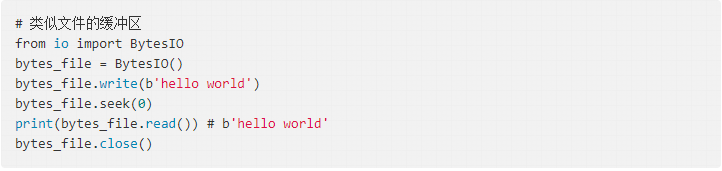 # 类似文件的缓冲区
from io import BytesIO
bytes_file = BytesIO()
bytes_file.write(b'hello world')
bytes_file.seek(0)
print(bytes_file.read()) # b'hello world'
bytes_file.close()